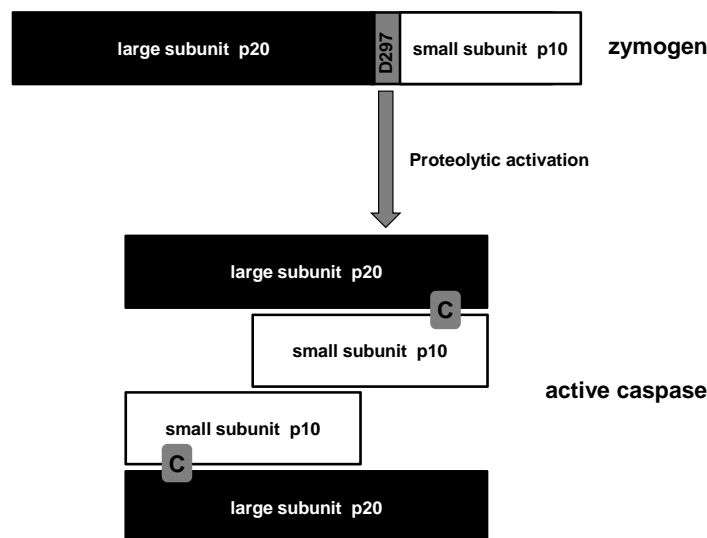 large subunit p20
D297
small subunit p10
zymogen
Proteolytic activation
large subunit p20
C
small subunit p10
active caspase
small subunit p10
C
large subunit p20